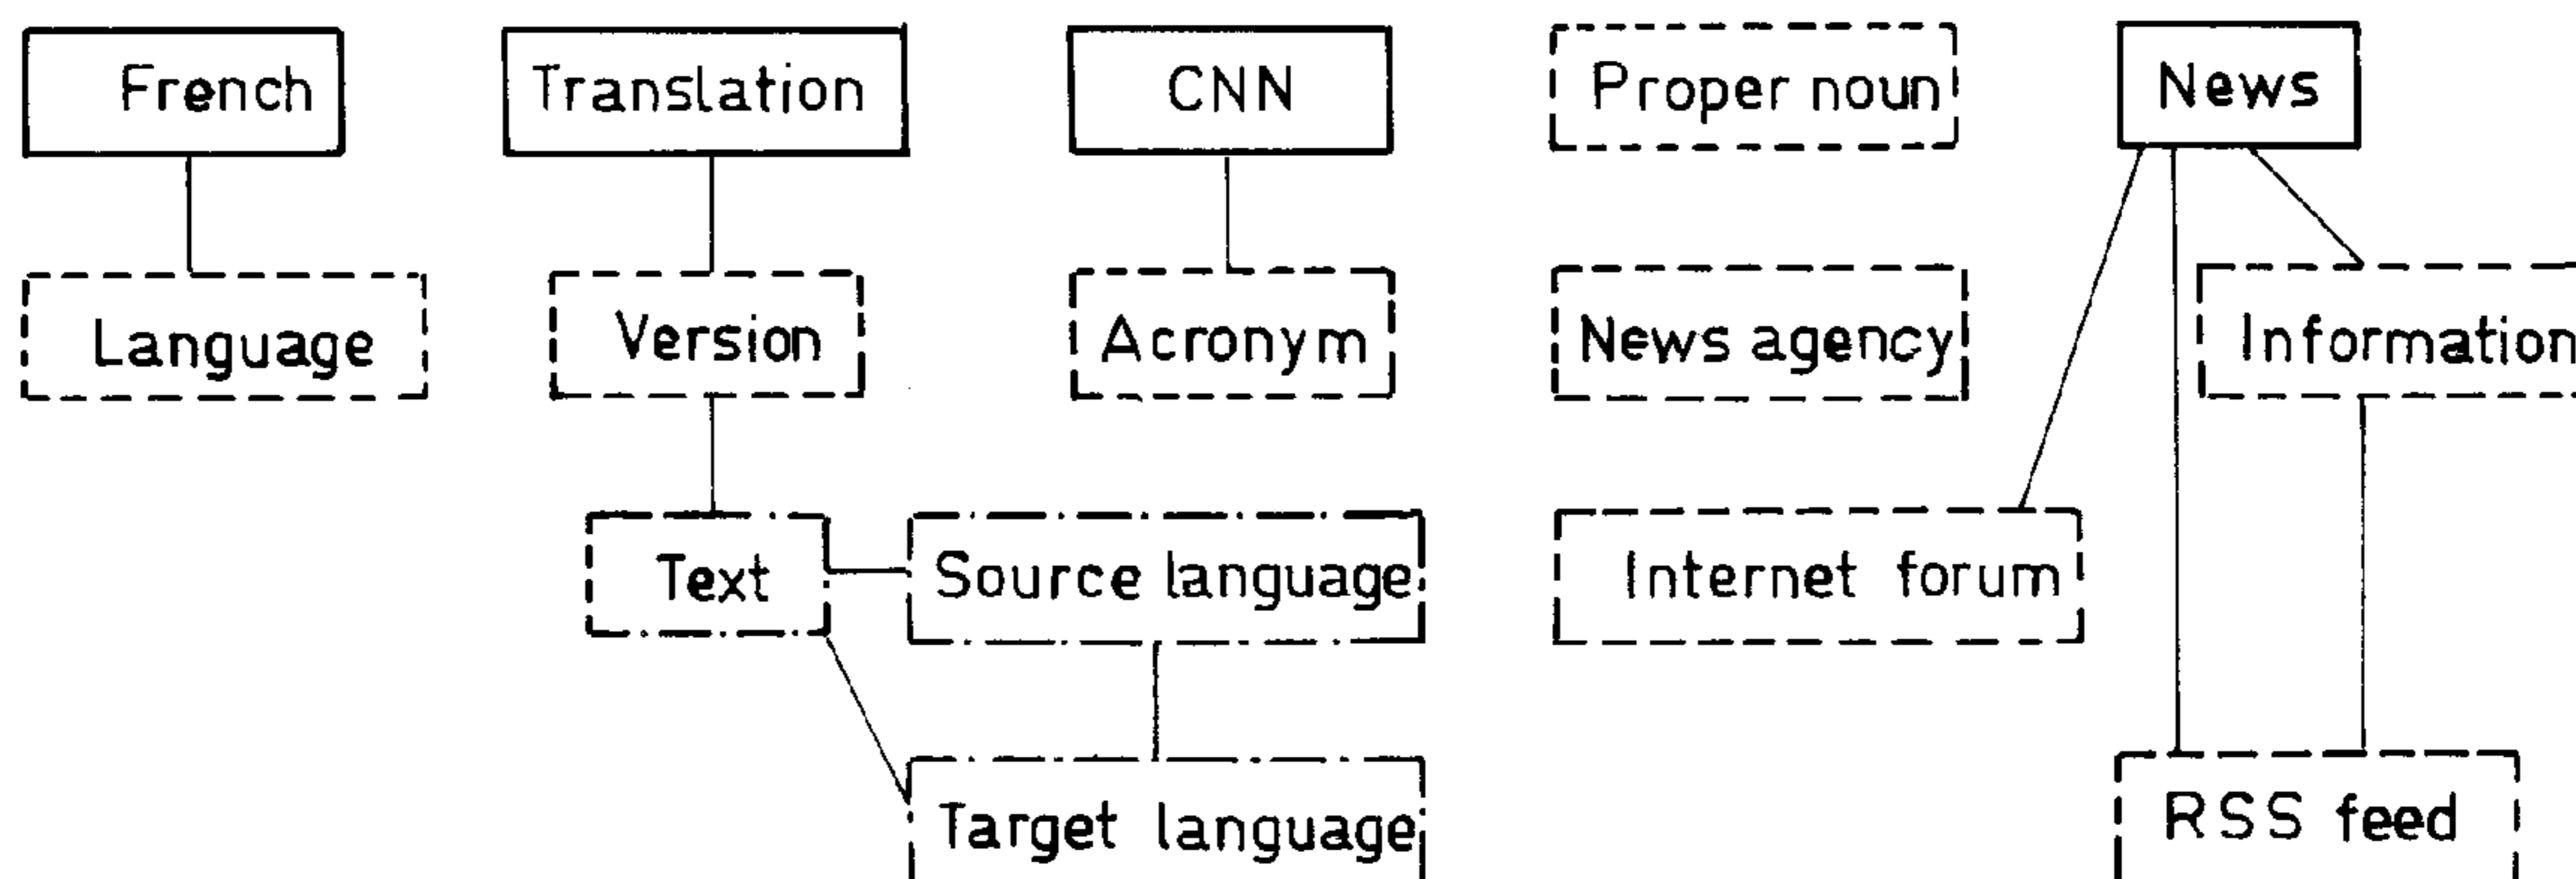 French Translation CNN Proper noun News
Language Version Acronym News agency Information
Text Source language Internet forum
Target language RSS feed